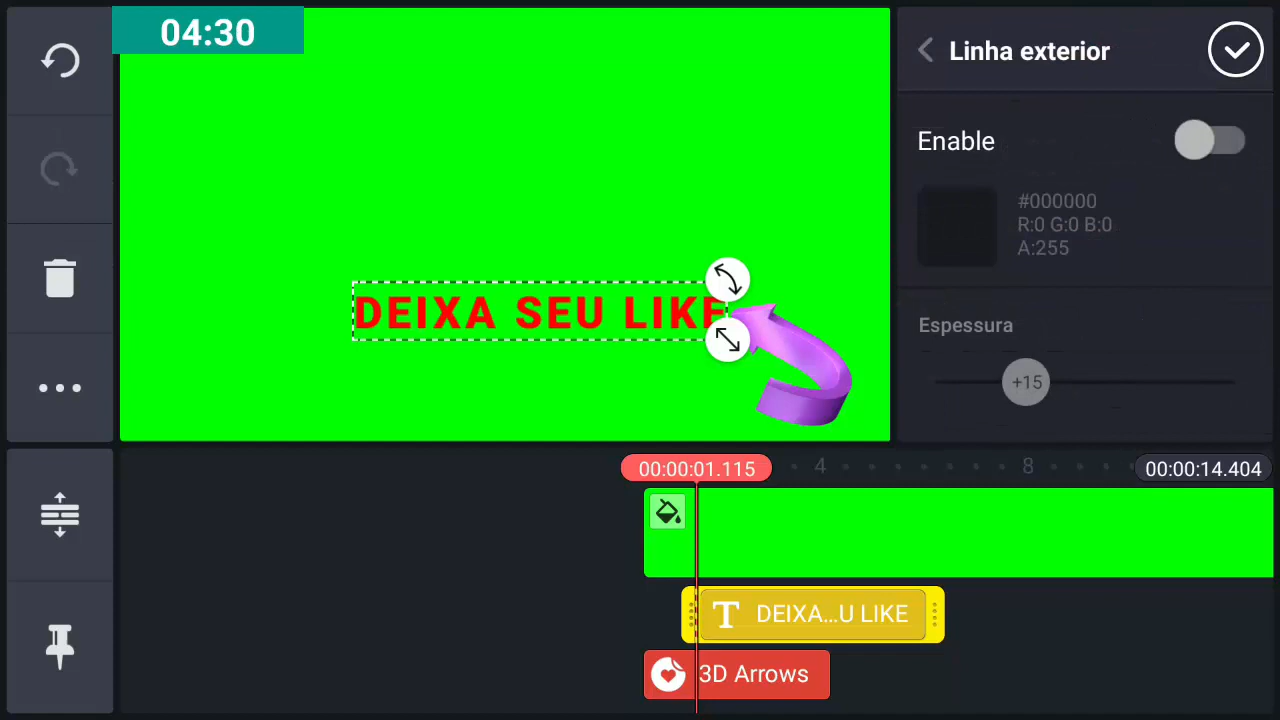 04:30
Linha exterior
Enable
#000000
R:0 G:0 B:0
A:255
DEIXA SEU LIKE
Espessura
+15
00:00:01.115
4
8
00:00:14.404
T DEIXA...U LIKE
3D Arrows